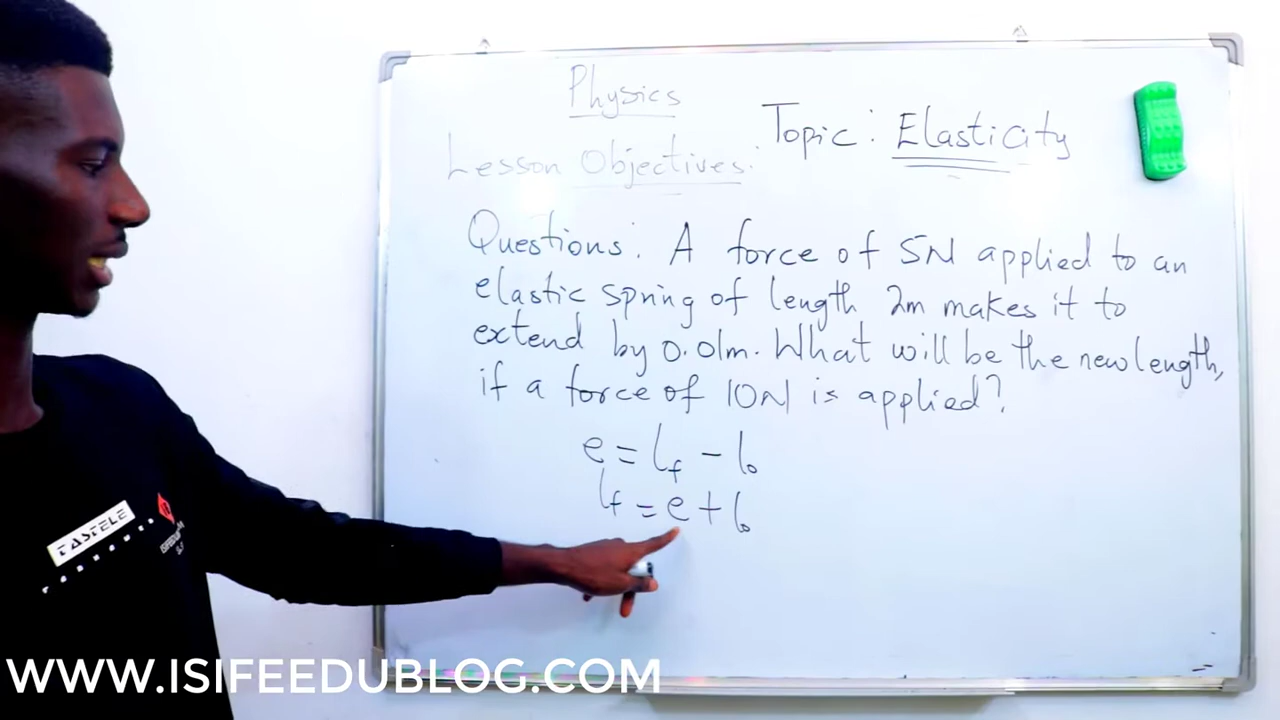 Physics
Topic: Elasticity
Lesson Objectives:
Questions: A force of 5N applied to an
elastic spring of length 2m makes it to
extend by 0.01m. What will be the new length,
if a force of 10N is applied?
e = lf - lo
lf = e + lo
TASTELE
WWW.ISIFEEDUBLOG.COM